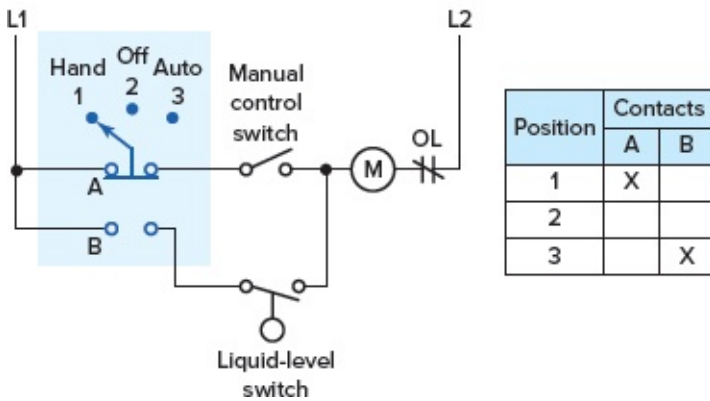 L1
L2
Hand
Off
Auto
1
2
3
Manual
control
switch
OL
A
M
B
Liquid-level
switch
Position Contacts
A B
1 X
2
3 X